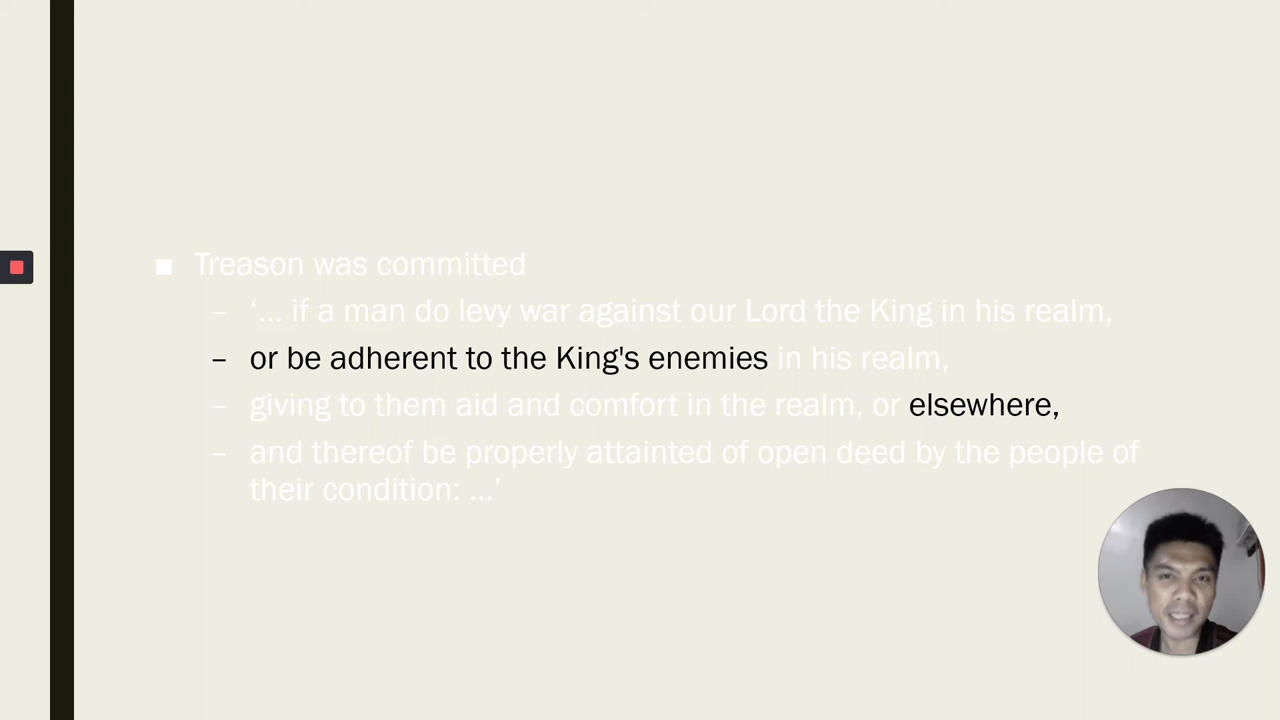 ■ Treason was committed
– ‘... if a man do levy war against our Lord the King in his realm,
– or be adherent to the King's enemies in his realm,
– giving to them aid and comfort in the realm, or elsewhere,
– and thereof be properly attainted of open deed by the people of
their condition: ...’